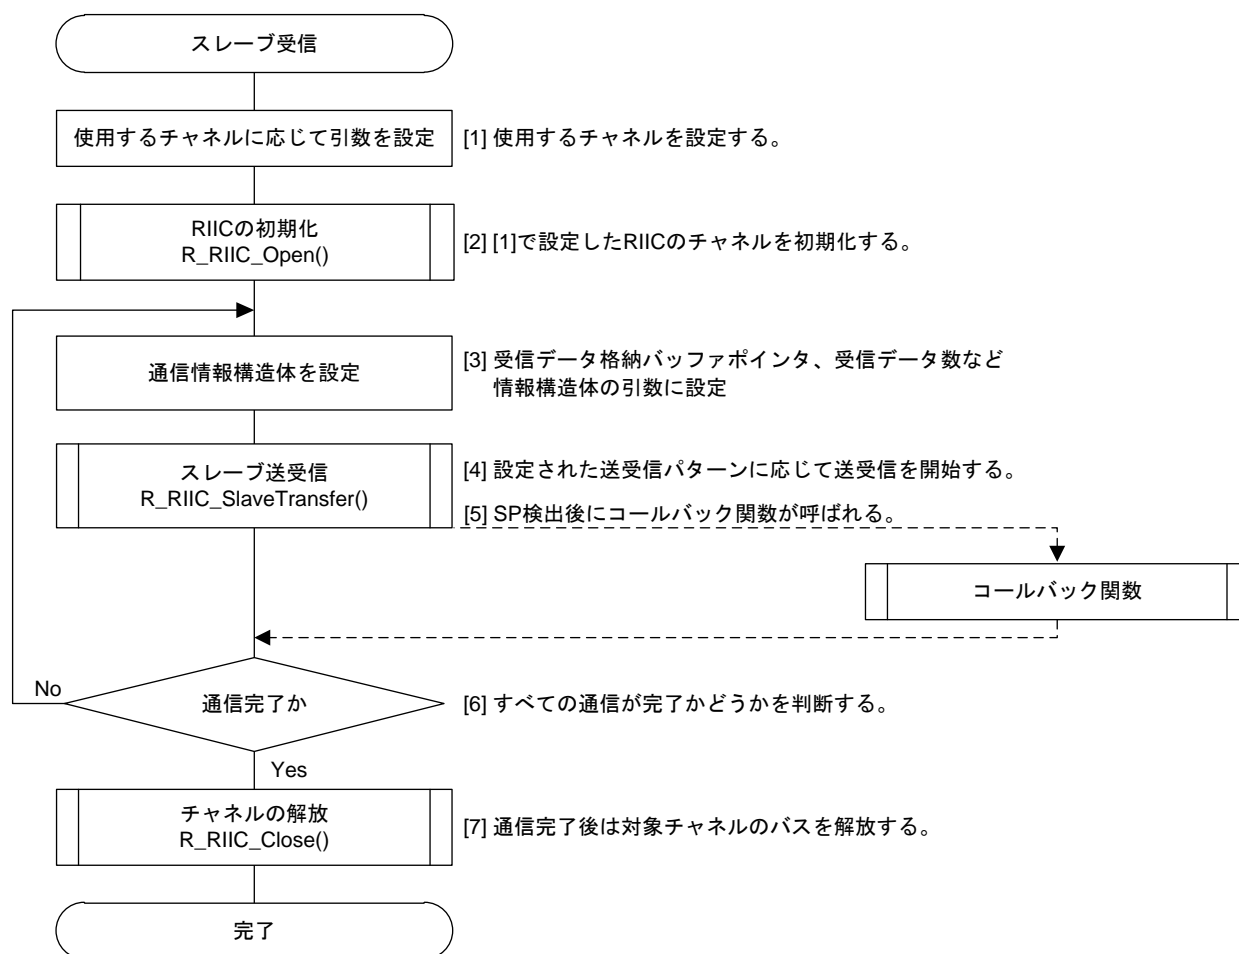 スレーブ受信
使用するチャネルに応じて引数を設定
[1] 使用するチャネルを設定する。
RIICの初期化
R_RIIC_Open()
[2] [1]で設定したRIICのチャネルを初期化する。
通信情報構造体を設定
[3] 受信データ格納バッファポインタ、受信データ数など
情報構造体の引数に設定
スレーブ送受信
R_RIIC_SlaveTransfer()
[4] 設定された送受信パターンに応じて送受信を開始する。
[5] SP検出後にコールバック関数が呼ばれる。
コールバック関数
No
通信完了か
[6] すべての通信が完了かどうかを判断する。
Yes
チャネルの解放
R_RIIC_Close()
[7] 通信完了後は対象チャネルのバスを解放する。
完了